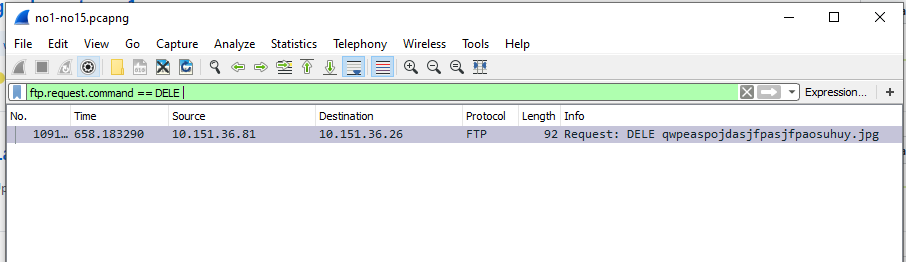 no1-no15.pcapng
File Edit View Go Capture Analyze Statistics Telephony Wireless Tools Help
ftp.request.command == DELE
Expression...
+
No. Time Source Destination Protocol Length Info
1091... 658.183290 10.151.36.81 10.151.36.26 FTP 92 Request: DELE qwpeaspojdasjfpasjfpaosuhuy.jpg